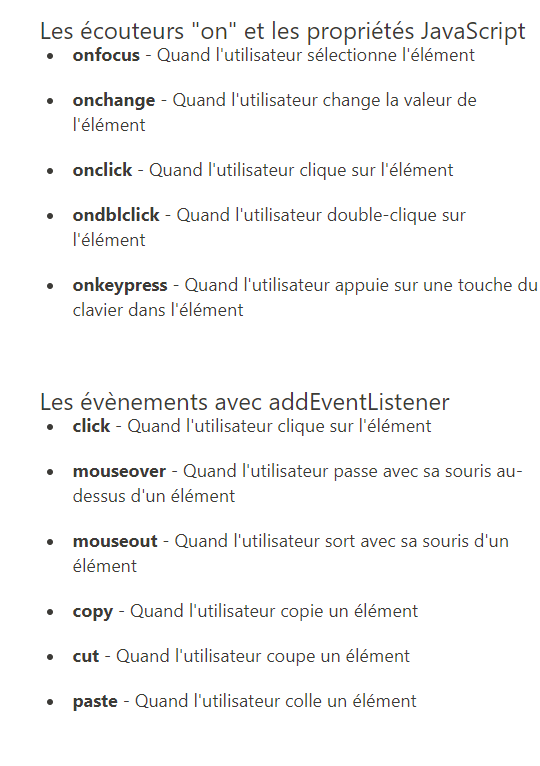 Les écouteurs "on" et les propriétés JavaScript
• onfocus - Quand l'utilisateur sélectionne l'élément
• onchange - Quand l'utilisateur change la valeur de
l'élément
• onclick - Quand l'utilisateur clique sur l'élément
• ondblclick - Quand l'utilisateur double-clique sur
l'élément
• onkeypress - Quand l'utilisateur appuie sur une touche du
clavier dans l'élément
Les évènements avec addEventListener
• click - Quand l'utilisateur clique sur l'élément
• mouseover - Quand l'utilisateur passe avec sa souris au-
dessus d'un élément
• mouseout - Quand l'utilisateur sort avec sa souris d'un
élément
• copy - Quand l'utilisateur copie un élément
• cut - Quand l'utilisateur coupe un élément
• paste - Quand l'utilisateur colle un élément